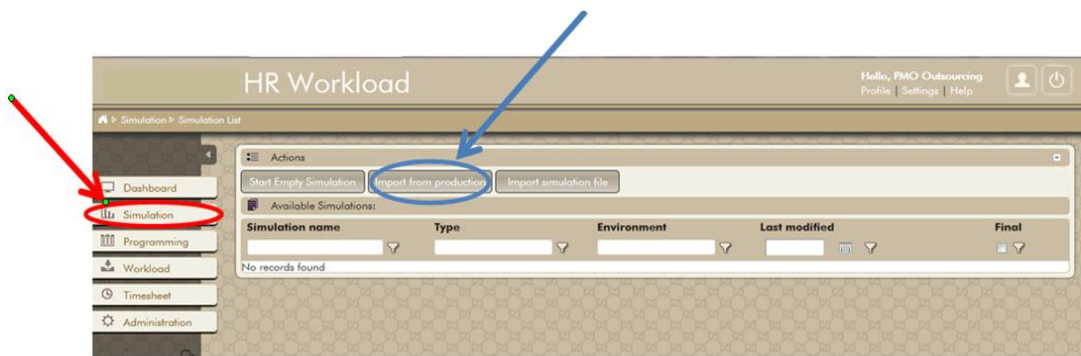 HR Workload
Hello, PMO Outsourcing
Profile | Settings | Help
Simulation Simulation List
Actions
Dashboard
Start Empty Simulation Import from production Import simulation file
Simulation
Available Simulations:
Simulation name Type Environment Last modified Final
Programming
Workload
No records found
Timesheet
Administration